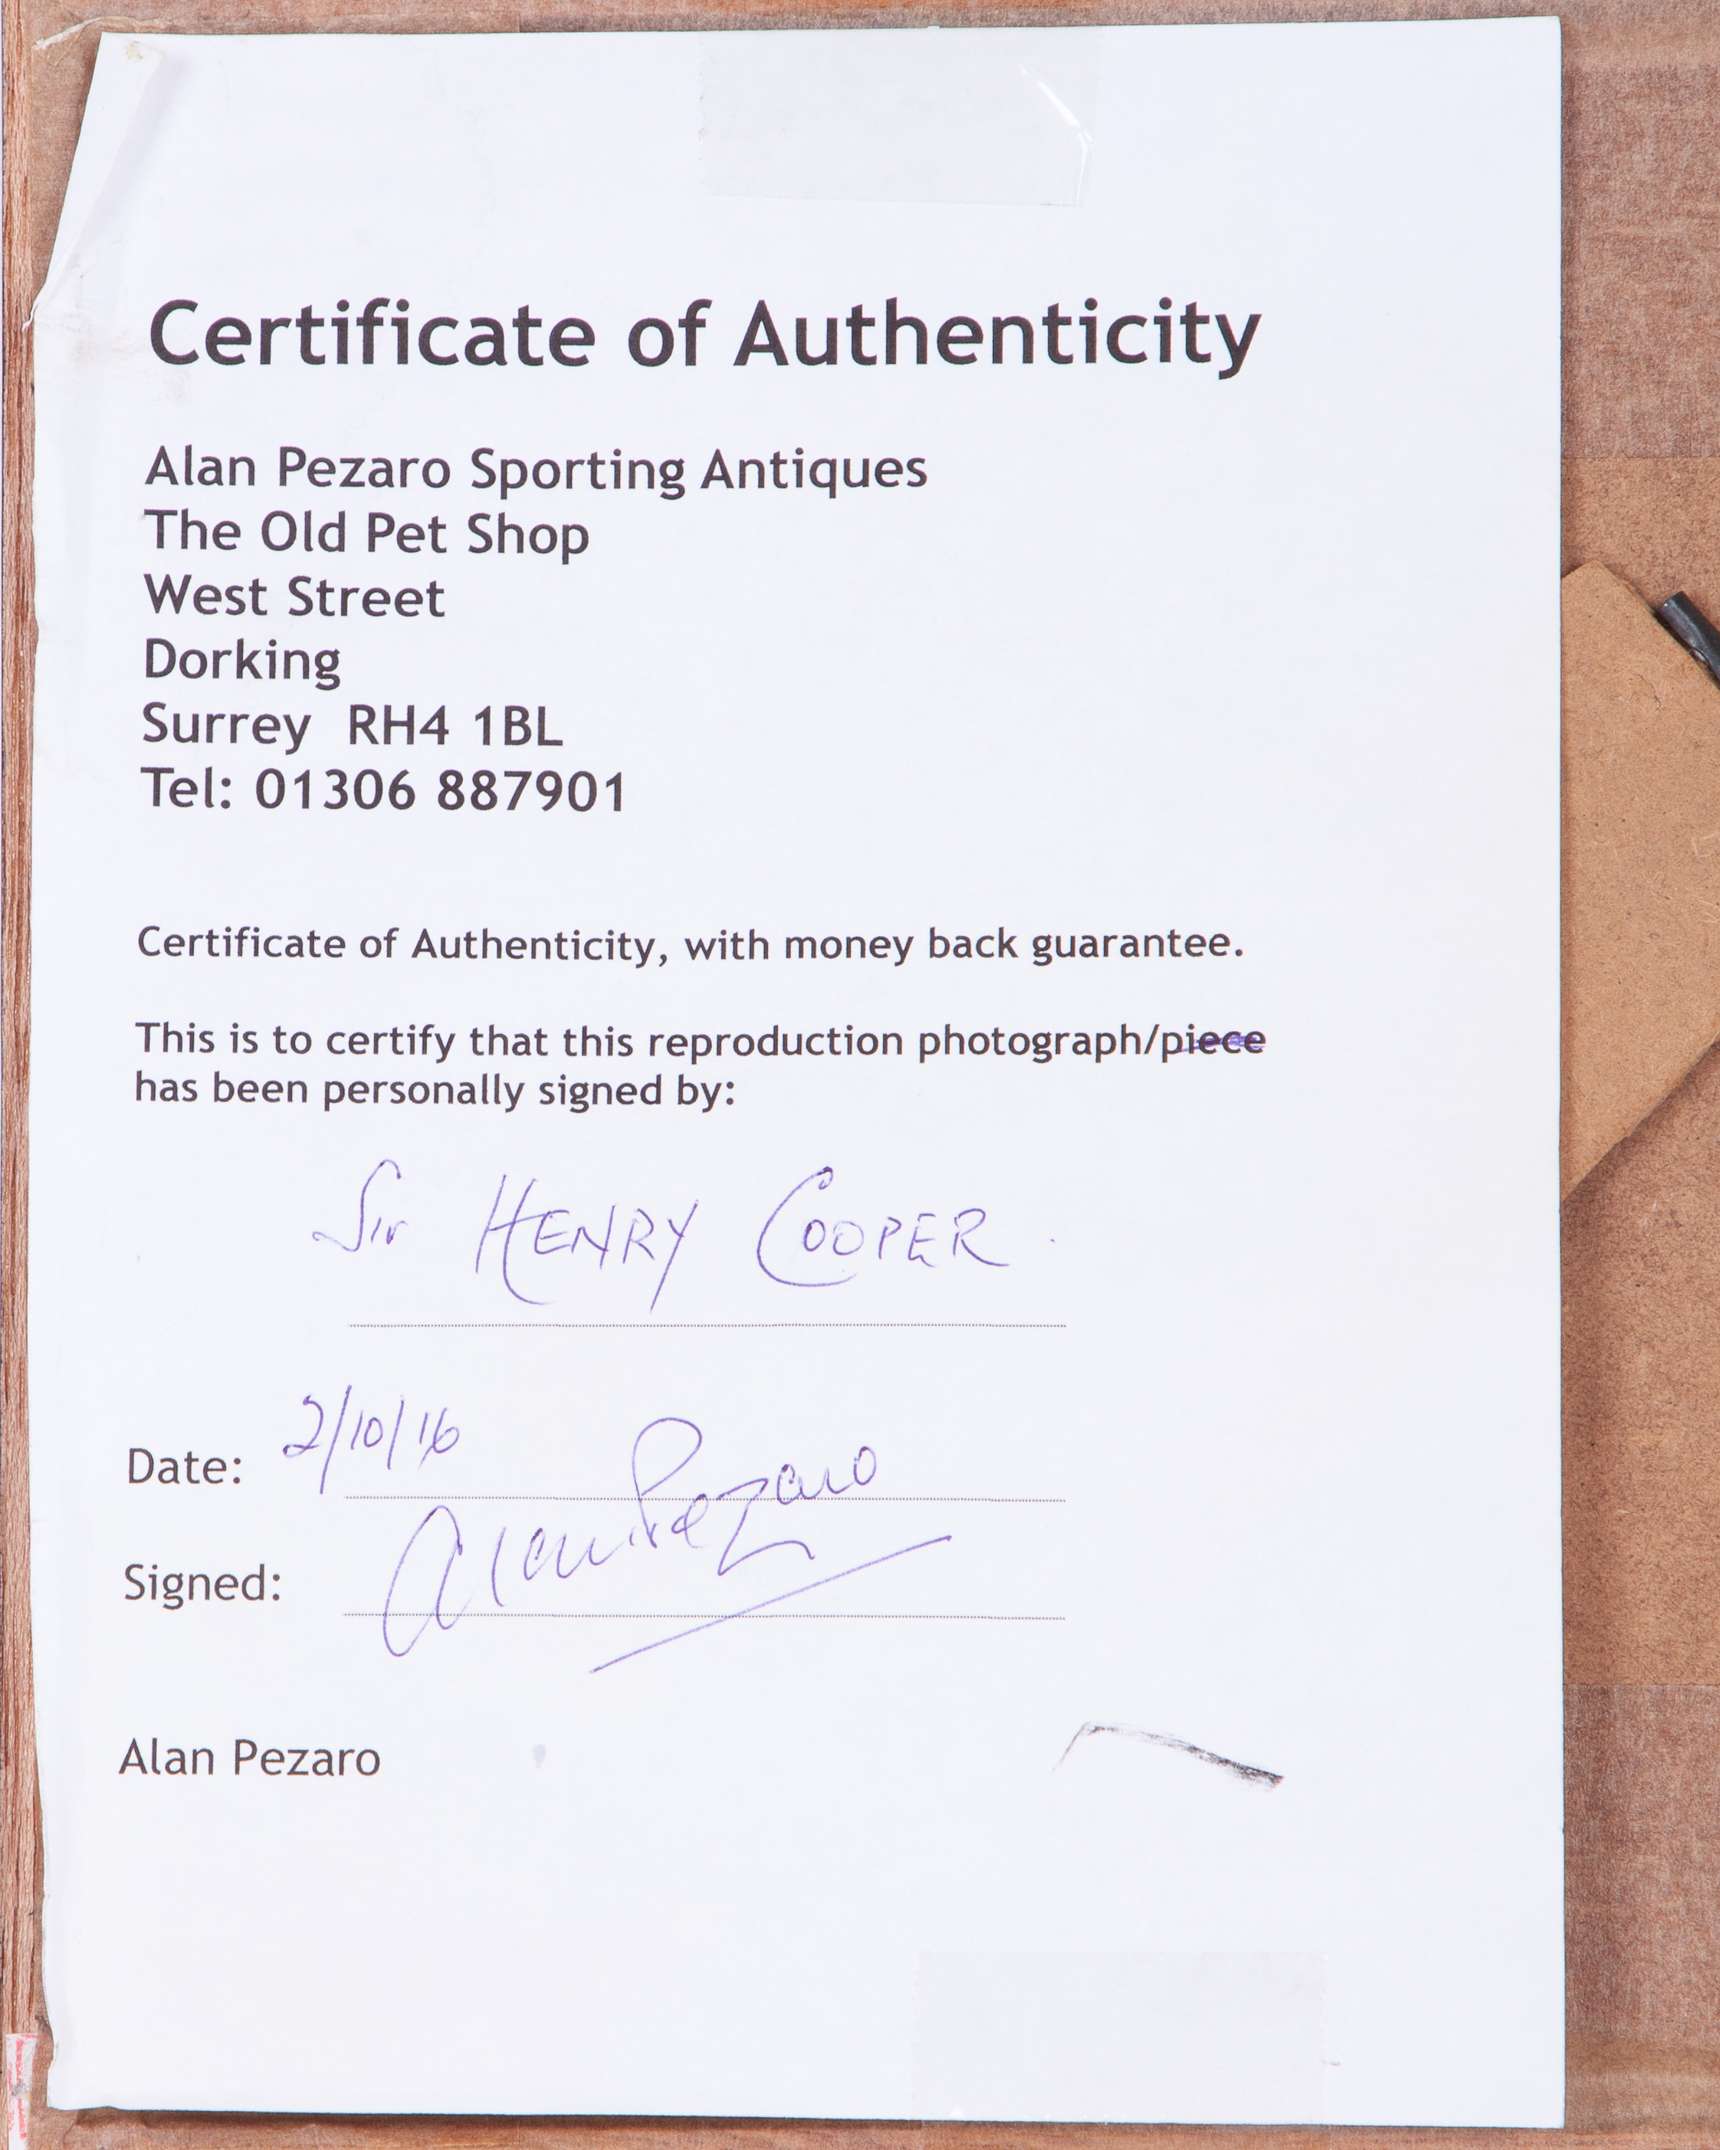 Certificate of Authenticity
Alan Pezaro Sporting Antiques
The Old Pet Shop
West Street
Dorking
Surrey RH4 1BL
Tel: 01306 887901
Certificate of Authenticity, with money back guarantee.
This is to certify that this reproduction photograph/piece
has been personally signed by:
Sir HENRY COOPER.
Date: 2/10/16
Signed: Alan Pezaro
Alan Pezaro